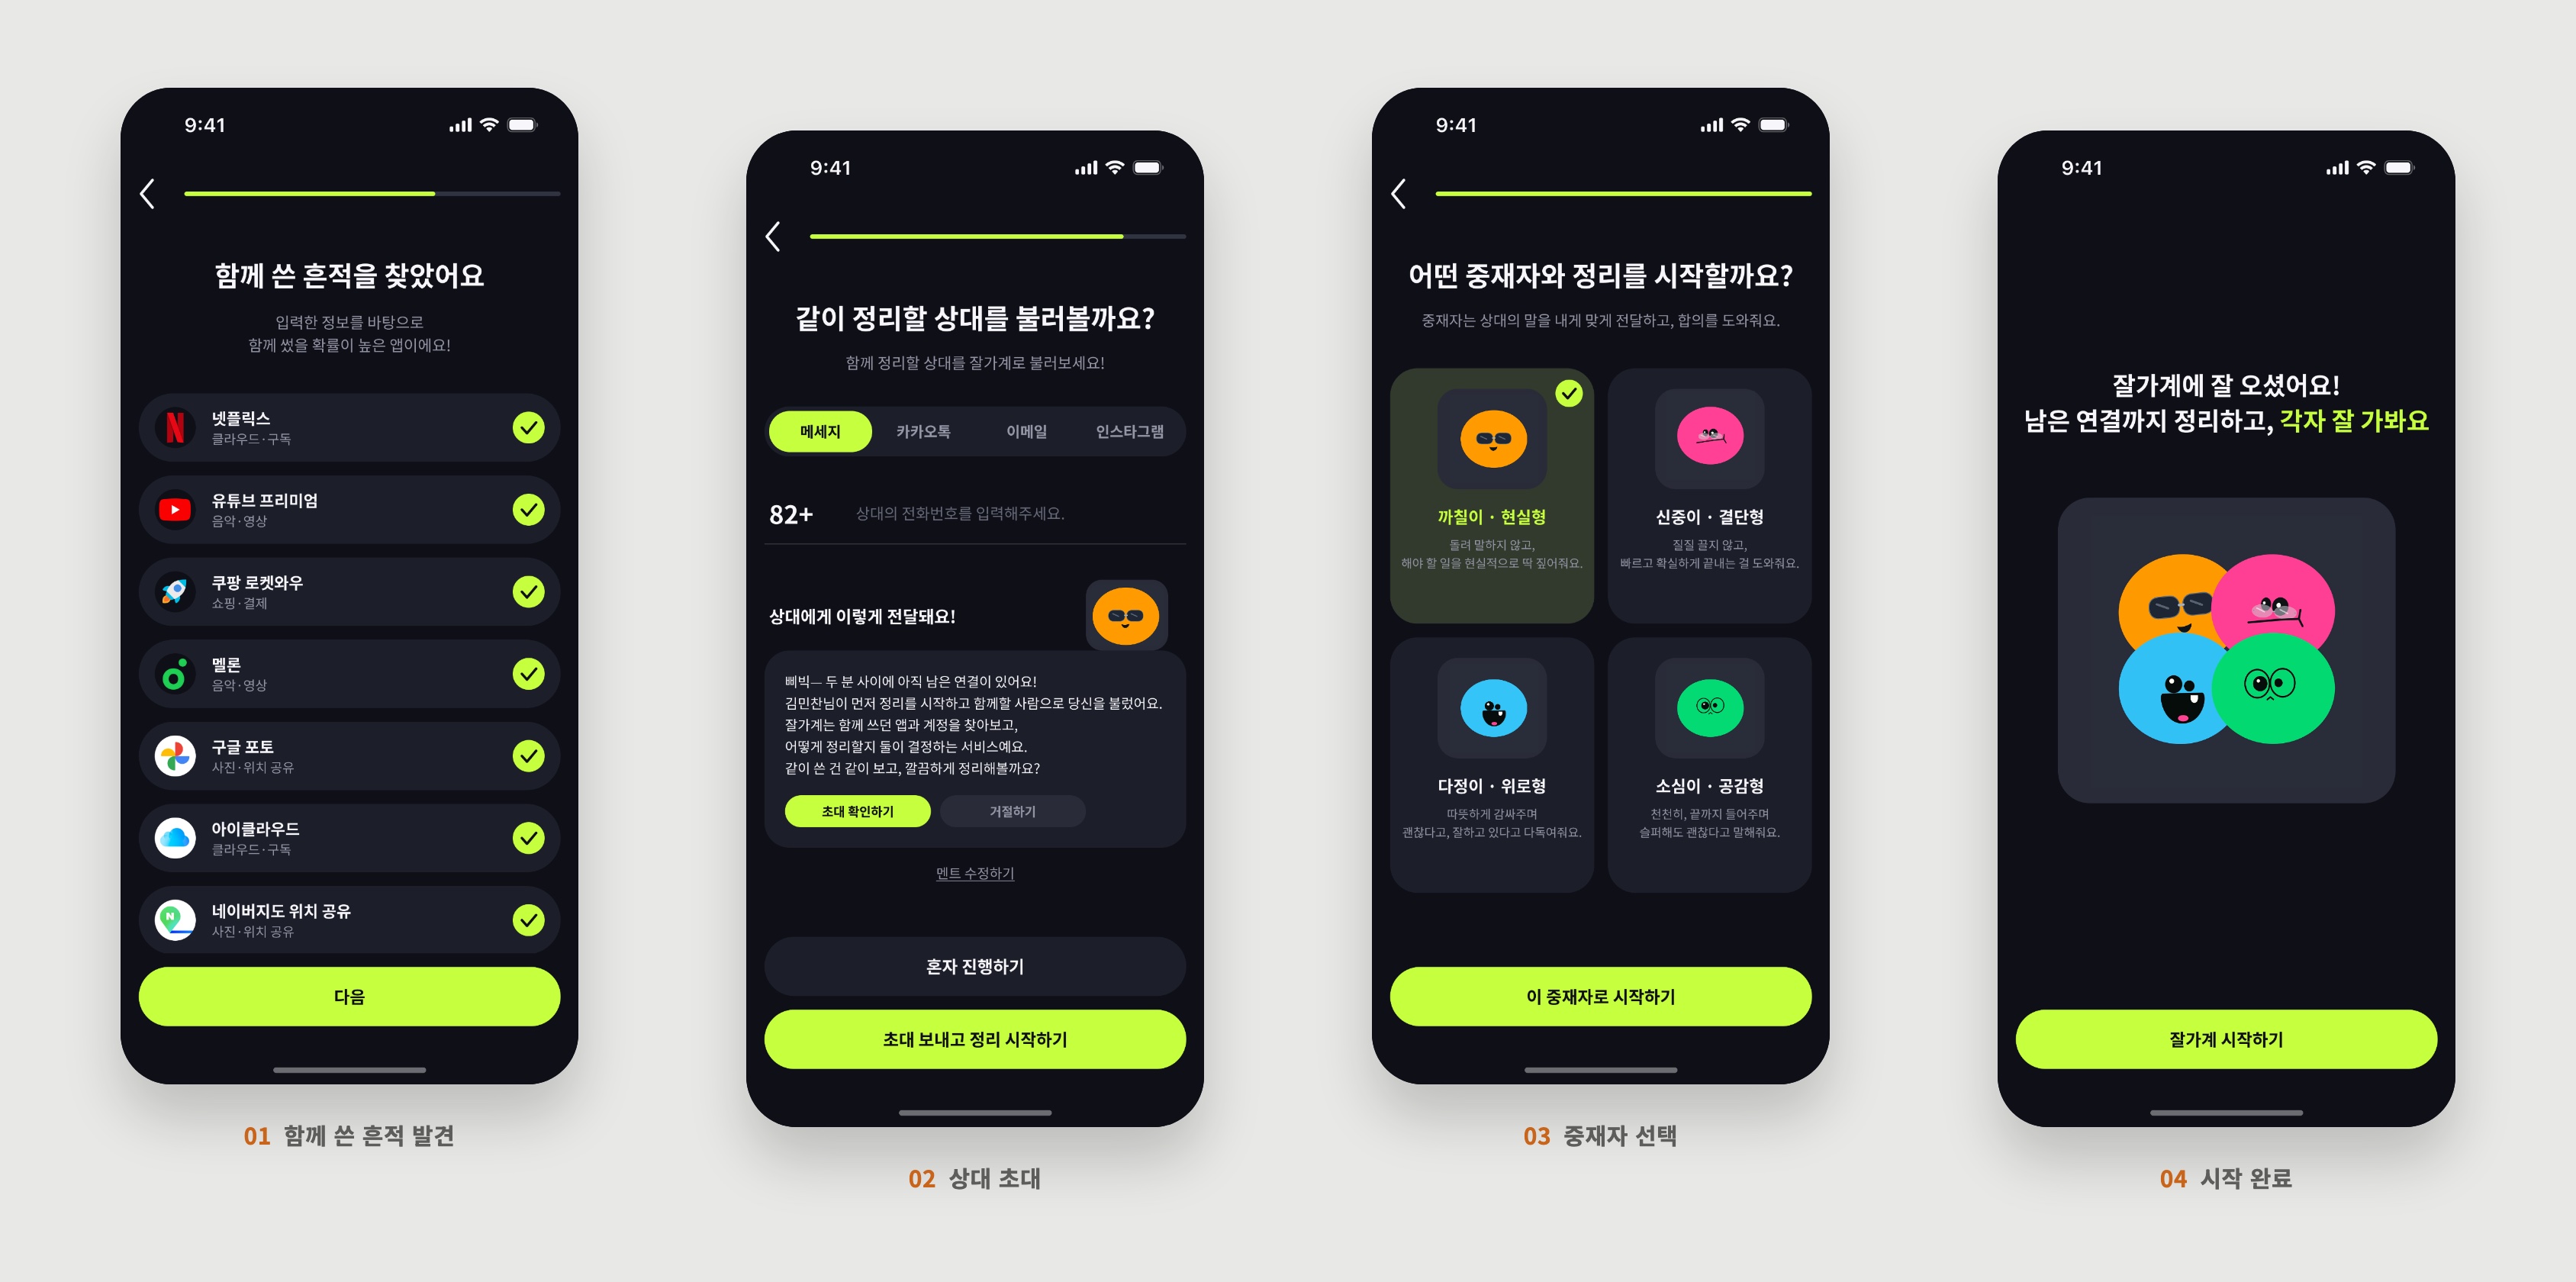 9:41
함께 쓴 흔적을 찾았어요
입력한 정보를 바탕으로
함께 썼을 확률이 높은 앱이에요!
넷플릭스
클라우드·구독
유튜브 프리미엄
음악·영상
쿠팡 로켓와우
쇼핑·결제
멜론
음악·영상
구글 포토
사진·위치 공유
아이클라우드
클라우드·구독
N
네이버지도 위치 공유
사진·위치 공유
다음
01 함께 쓴 흔적 발견
9:41
같이 정리할 상대를 불러볼까요?
함께 정리할 상대를 잘가계로 불러보세요!
메세지 카카오톡 이메일 인스타그램
82+ 상대의 전화번호를 입력해주세요.
상대에게 이렇게 전달돼요!
삐빅— 두 분 사이에 아직 남은 연결이 있어요!
김민찬님이 먼저 정리를 시작하고 함께할 사람으로 당신을 불렀어요.
잘가계는 함께 쓰던 앱과 계정을 찾아보고,
어떻게 정리할지 둘이 결정하는 서비스예요.
같이 쓴 건 같이 보고, 깔끔하게 정리해볼까요?
초대 확인하기 거절하기
멘트 수정하기
혼자 진행하기
초대 보내고 정리 시작하기
02 상대 초대
9:41
어떤 중재자와 정리를 시작할까요?
중재자는 상대의 말을 내게 맞게 전달하고, 합의를 도와줘요.
까칠이 · 현실형
돌려 말하지 않고,
해야 할 일을 현실적으로 딱 짚어줘요.
신중이 · 결단형
질질 끌지 않고,
빠르고 확실하게 끝내는 걸 도와줘요.
다정이 · 위로형
따뜻하게 감싸주며
괜찮다고, 잘하고 있다고 다독여줘요.
소심이 · 공감형
천천히, 끝까지 들어주며
슬퍼해도 괜찮다고 말해줘요.
이 중재자로 시작하기
03 중재자 선택
9:41
잘가계에 잘 오셨어요!
남은 연결까지 정리하고, 각자 잘 가봐요
잘가계 시작하기
04 시작 완료